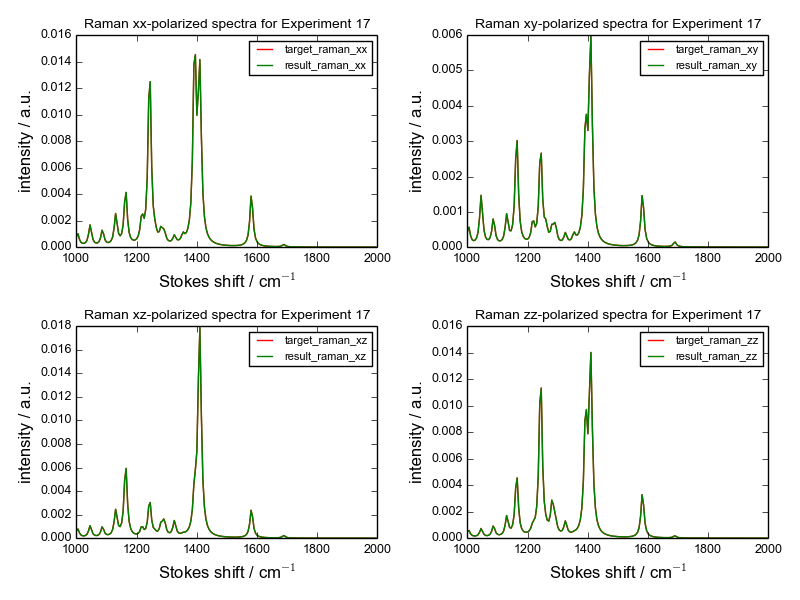 Raman xx-polarized spectra for Experiment 17
0.016
0.014
0.012
0.010
0.008
0.006
0.004
0.002
0.000
intensity / a.u.
target_raman_xx
result_raman_xx
1000 1200 1400 1600 1800 2000
Stokes shift / cm⁻¹
Raman xy-polarized spectra for Experiment 17
0.006
0.005
0.004
0.003
0.002
0.001
0.000
intensity / a.u.
target_raman_xy
result_raman_xy
1000 1200 1400 1600 1800 2000
Stokes shift / cm⁻¹
Raman xz-polarized spectra for Experiment 17
0.018
0.016
0.014
0.012
0.010
0.008
0.006
0.004
0.002
0.000
intensity / a.u.
target_raman_xz
result_raman_xz
1000 1200 1400 1600 1800 2000
Stokes shift / cm⁻¹
Raman zz-polarized spectra for Experiment 17
0.016
0.014
0.012
0.010
0.008
0.006
0.004
0.002
0.000
intensity / a.u.
target_raman_zz
result_raman_zz
1000 1200 1400 1600 1800 2000
Stokes shift / cm⁻¹